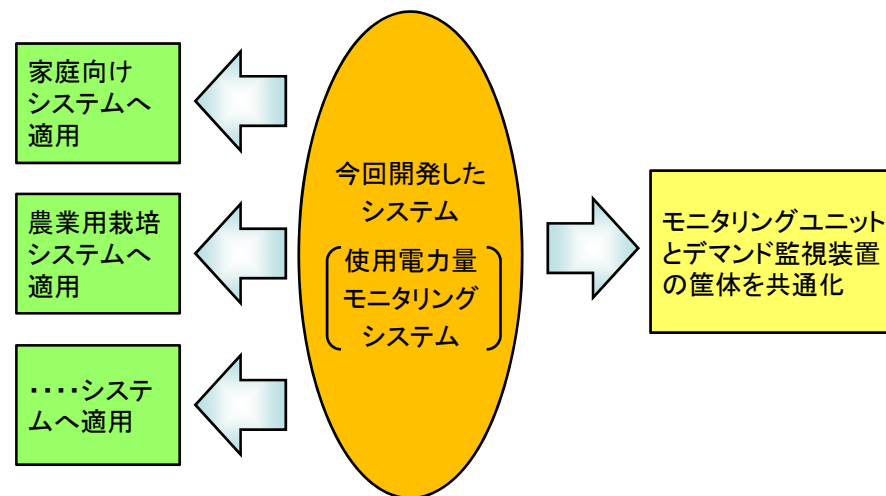 家庭向け
システムへ
適用
農業用栽培
システムへ
適用
・・・・システ
ムへ適用
今回開発した
システム
使用電力量
モニタリング
システム
モニタリングユニット
とデマンド監視装置
の筐体を共通化